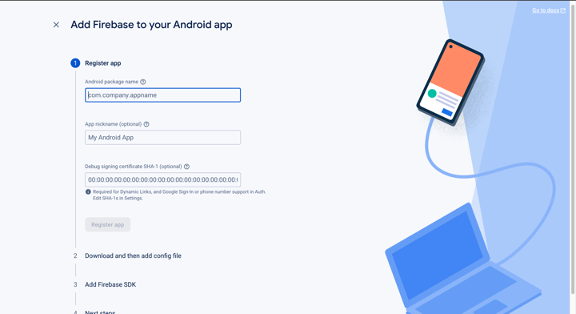 Go to docs
Add Firebase to your Android app
1 Register app
Android package name
com.company.appname
App nickname (optional)
My Android App
Debug signing certificate SHA-1 (optional)
00:00:00:00:00:00:00:00:00:00:00:00:00:00:00:00:00:00:00:
Required for Dynamic Links, and Google Sign-in or phone number support in Auth.
Edit SHA-1s in Settings.
Register app
2 Download and then add config file
3 Add Firebase SDK
4 Next steps